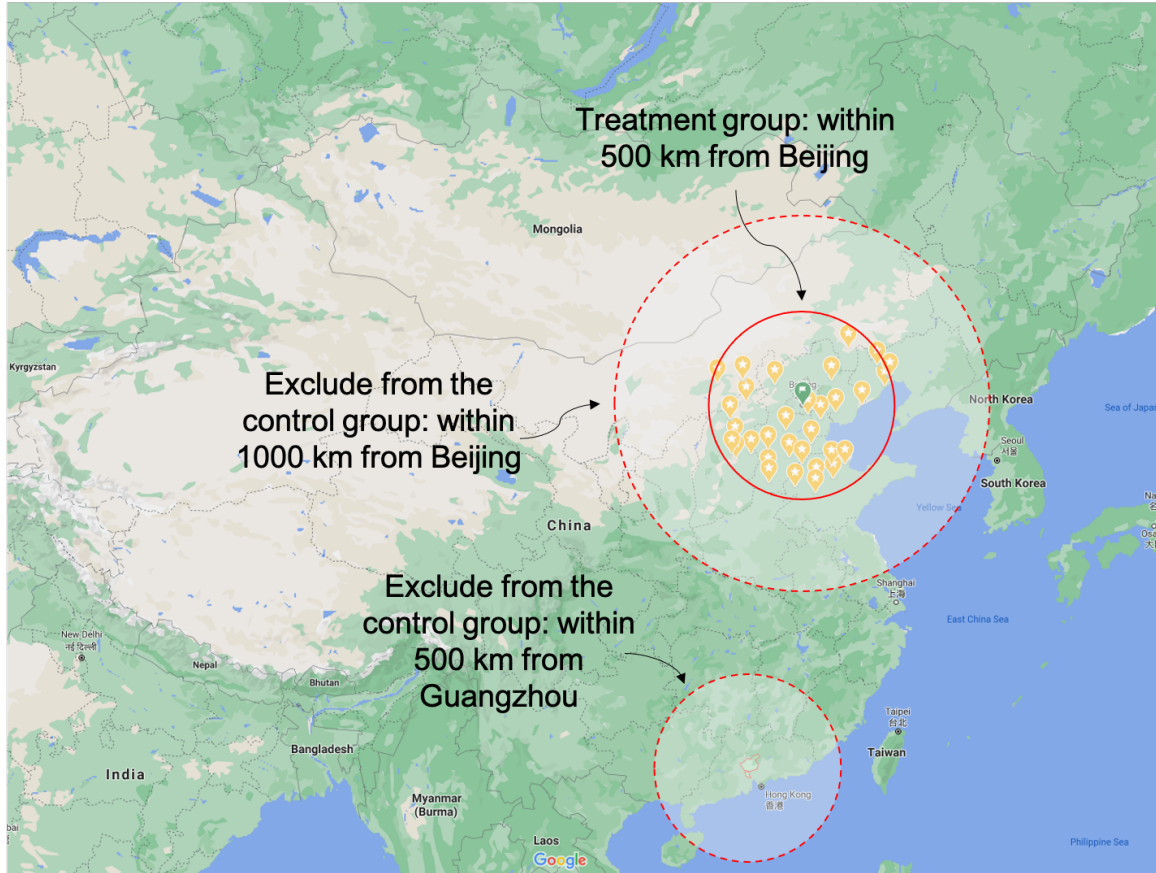 Treatment group: within
500 km from Beijing
Mongolia
Kyrgyzstan
Exclude from the
control group: within
1000 km from Beijing
North Korea
Sea of Japan
Seoul
서울
South Korea
Yellow Sea
China
Exclude from the
control group: within
500 km from
Guangzhou
Shanghai
上海
East China Sea
New Delhi
नई दिल्ली
Nepal
Bhutan
Taipei
台北
Taiwan
Bangladesh
India
Hong Kong
香港
Myanmar
(Burma)
Laos
Google
Philippine Sea